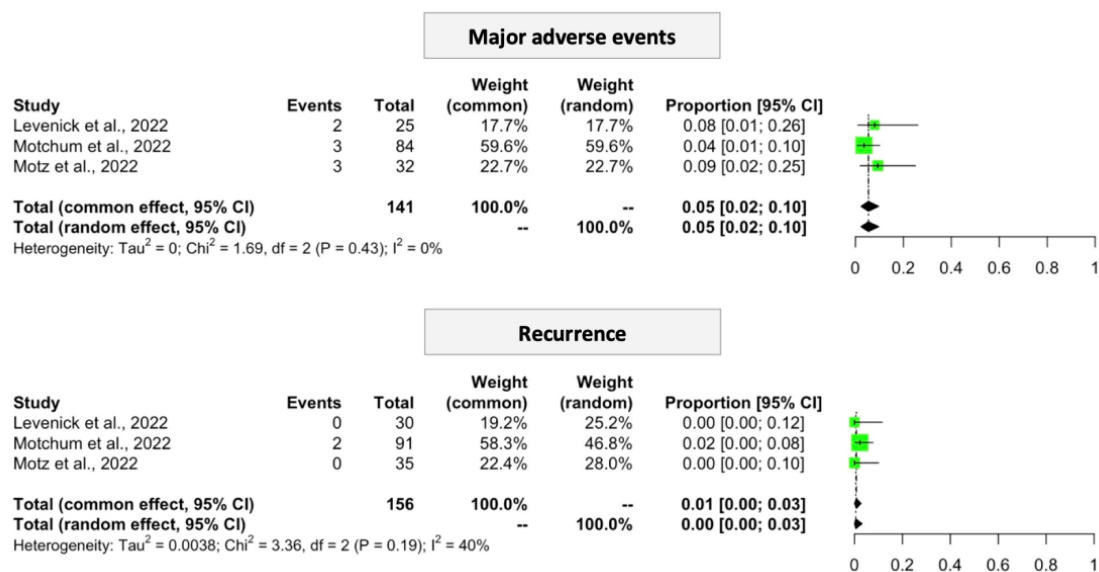 Major adverse events
Weight Weight
Study Events Total (common) (random) Proportion [95% CI]
Levenick et al., 2022 2 25 17.7% 17.7% 0.08 [0.01; 0.26]
Motchum et al., 2022 3 84 59.6% 59.6% 0.04 [0.01; 0.10]
Motz et al., 2022 3 32 22.7% 22.7% 0.09 [0.02; 0.25]
Total (common effect, 95% CI) 141 100.0% -- 0.05 [0.02; 0.10]
Total (random effect, 95% CI) -- 100.0% 0.05 [0.02; 0.10]
Heterogeneity: Tau² = 0; Chi² = 1.69, df = 2 (P = 0.43); I² = 0%
0 0.2 0.4 0.6 0.8 1
Recurrence
Weight Weight
Study Events Total (common) (random) Proportion [95% CI]
Levenick et al., 2022 0 30 19.2% 25.2% 0.00 [0.00; 0.12]
Motchum et al., 2022 2 91 58.3% 46.8% 0.02 [0.00; 0.08]
Motz et al., 2022 0 35 22.4% 28.0% 0.00 [0.00; 0.10]
Total (common effect, 95% CI) 156 100.0% -- 0.01 [0.00; 0.03]
Total (random effect, 95% CI) -- 100.0% 0.00 [0.00; 0.03]
Heterogeneity: Tau² = 0.0038; Chi² = 3.36, df = 2 (P = 0.19); I² = 40%
0 0.2 0.4 0.6 0.8 1